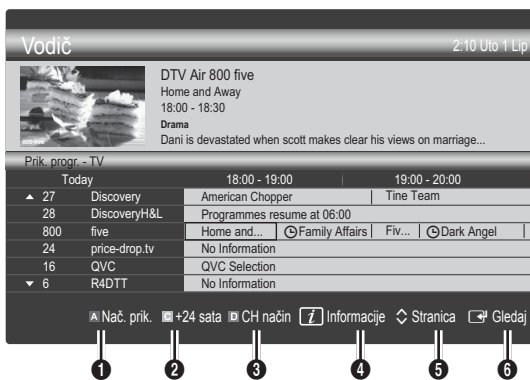 Vodič 2:10 Uto 1 Lip
DTV Air 800 five
Home and Away
18:00 - 18:30
Drama
Dani is devastated when scott makes clear his views on marriage...
800 five
Prik. progr. - TV
Today 18:00 - 19:00 19:00 - 20:00
▲ 27 Discovery American Chopper Tine Team
28 DiscoveryH&L Programmes resume at 06:00
800 five Home and... Family Affairs Fiv... Dark Angel
24 price-drop.tv No Information
16 QVC QVC Selection
▼ 6 R4DTT No Information
A Nač. prik. C +24 sata D CH način i Informacije Stranica Gledaj
1 2 3 4 5 6